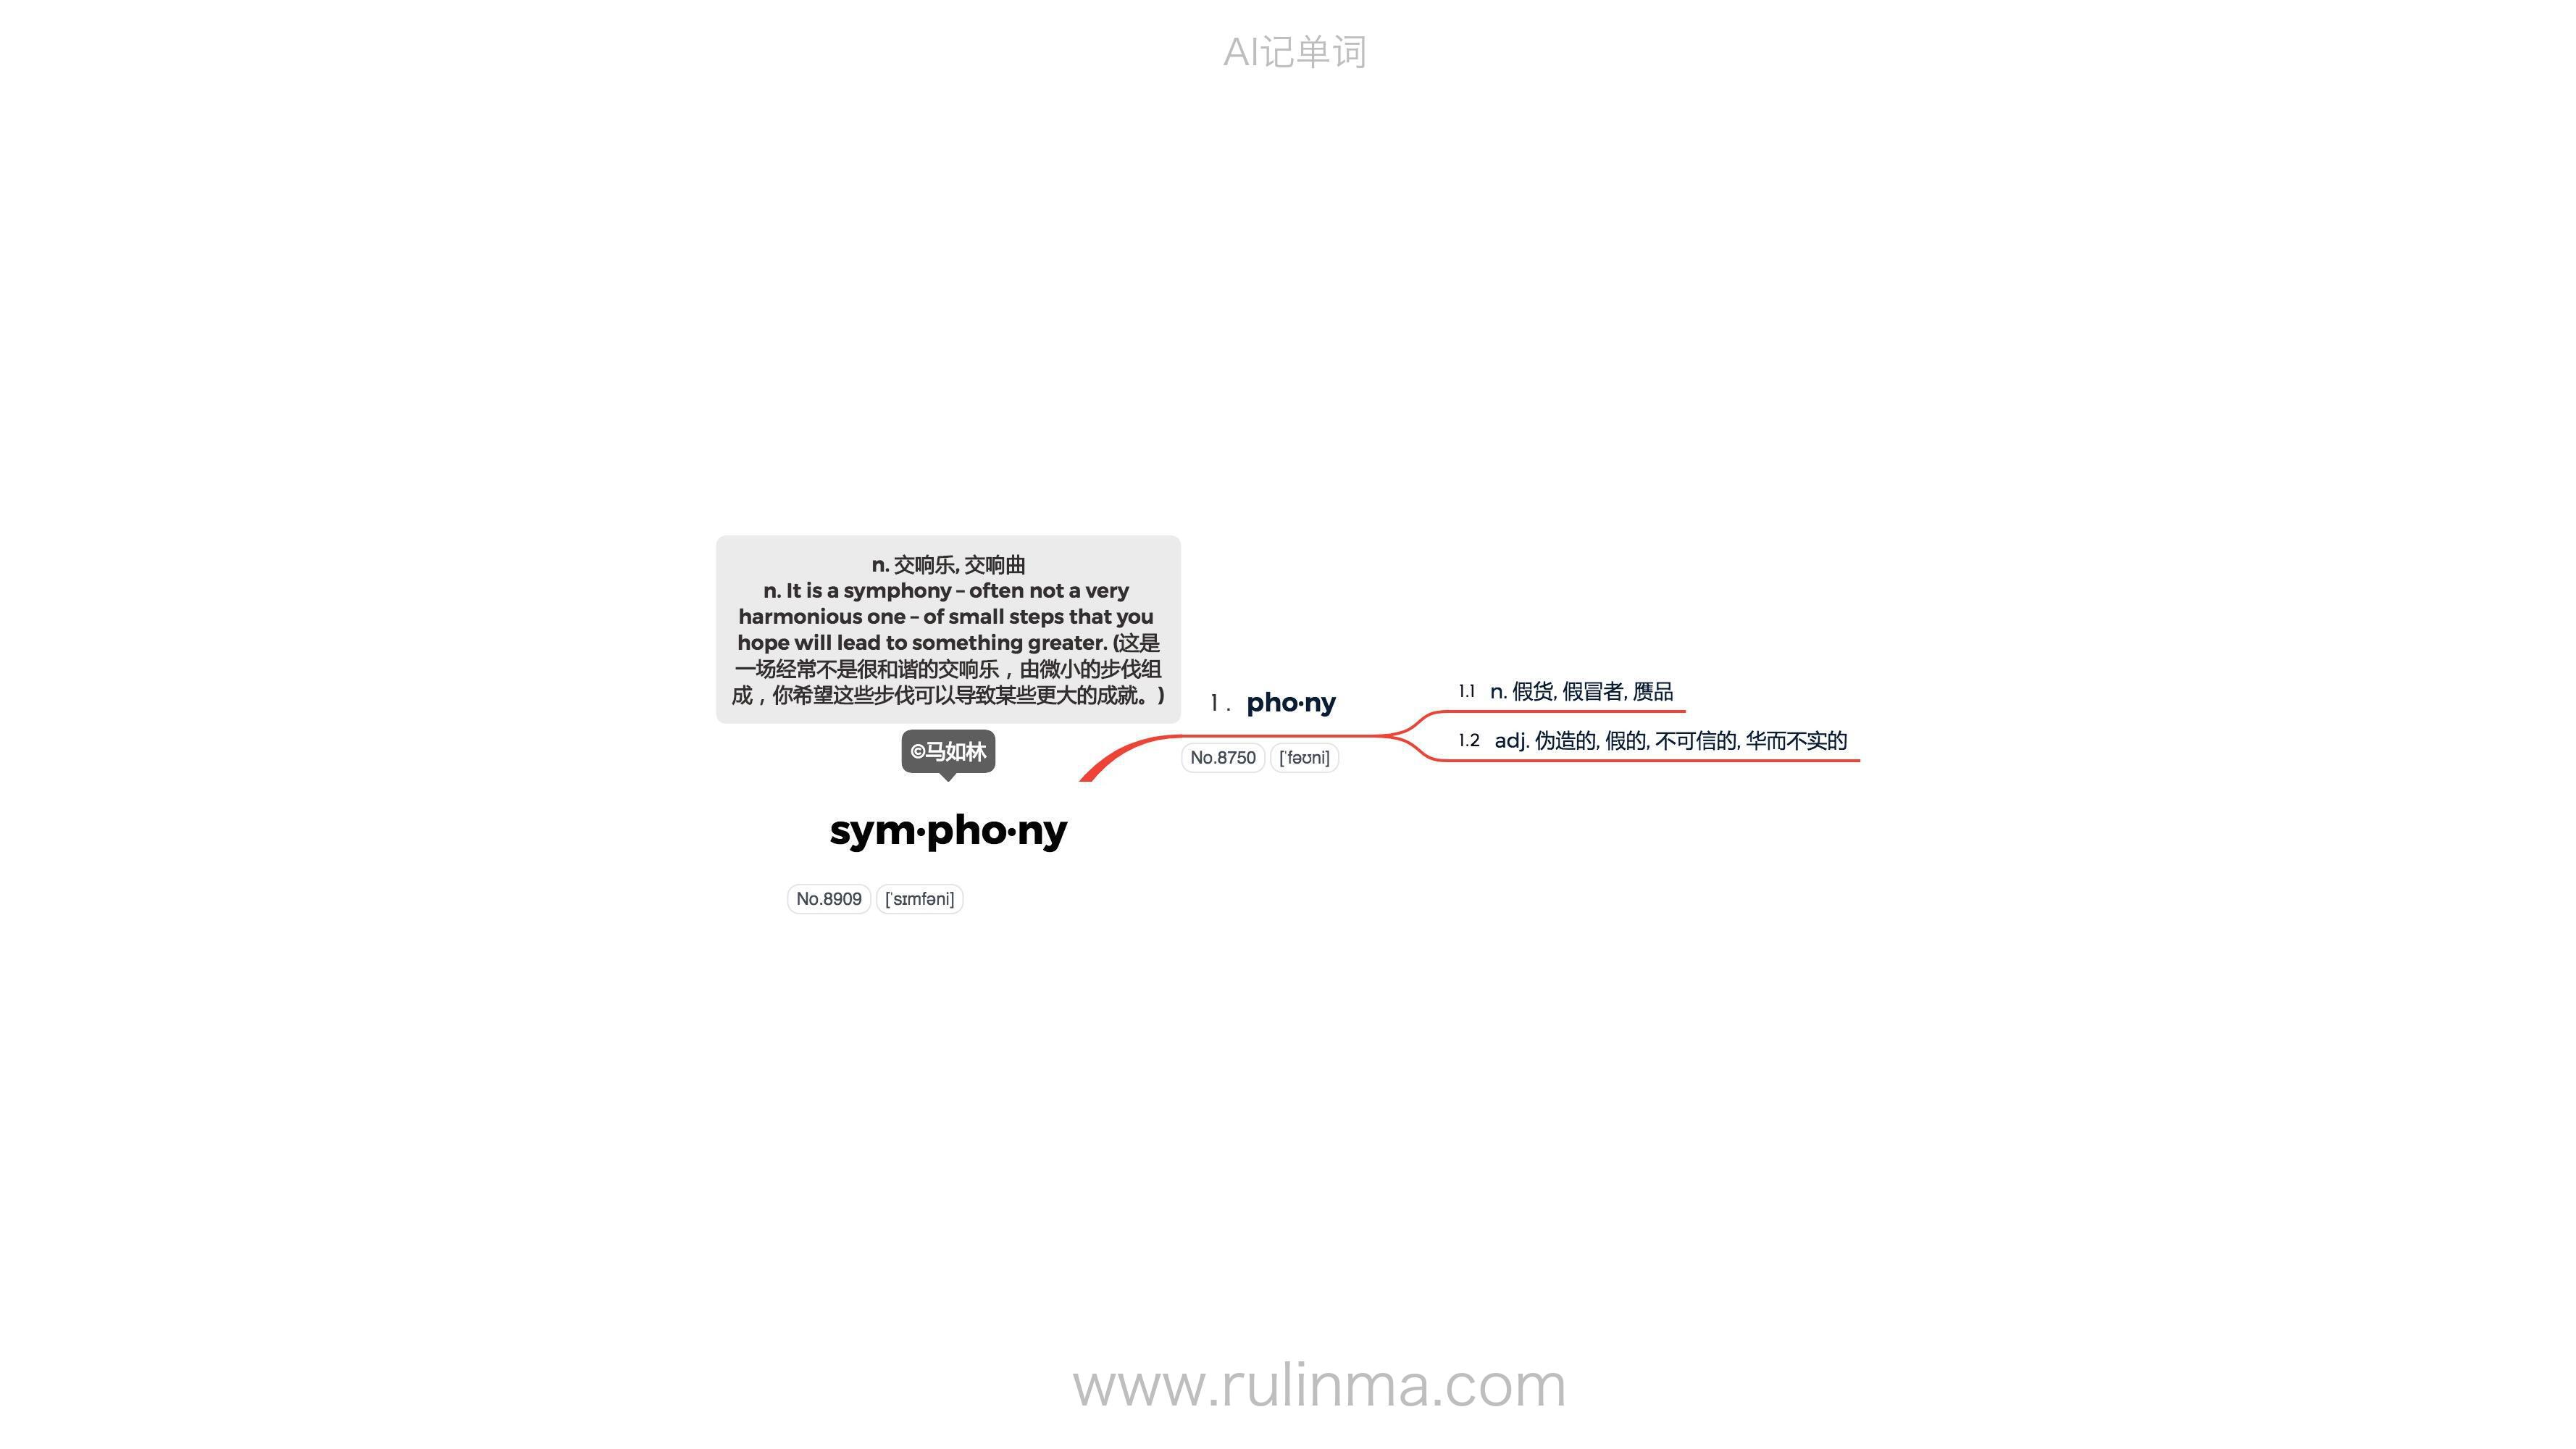 AI记单词
n. 交响乐, 交响曲
n. It is a symphony – often not a very
harmonious one – of small steps that you
hope will lead to something greater. (这是
一场经常不是很和谐的交响乐，由微小的步伐组
成，你希望这些步伐可以导致某些更大的成就。)
©马如林
sym·pho·ny
No.8909 [ˈsɪmfəni]
1. pho·ny
No.8750 [ˈfəʊni]
1.1 n. 假货, 假冒者, 赝品
1.2 adj. 伪造的, 假的, 不可信的, 华而不实的
www.rulinma.com